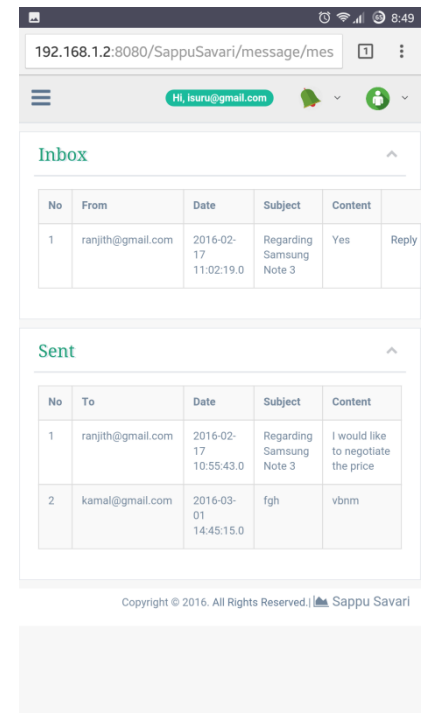 63 8:49
192.168.1.2:8080/SappuSavari/message/mes 1
Hi, isuru@gmail.com
Inbox
No From Date Subject Content
1 ranjith@gmail.com 2016-02- Regarding Yes Reply
17 Samsung
11:02:19.0 Note 3
Sent
No To Date Subject Content
1 ranjith@gmail.com 2016-02- Regarding I would like
17 Samsung to negotiate
10:55:43.0 Note 3 the price
2 kamal@gmail.com 2016-03- fgh vbnm
01
14:45:15.0
Copyright © 2016. All Rights Reserved.| Sappu Savari